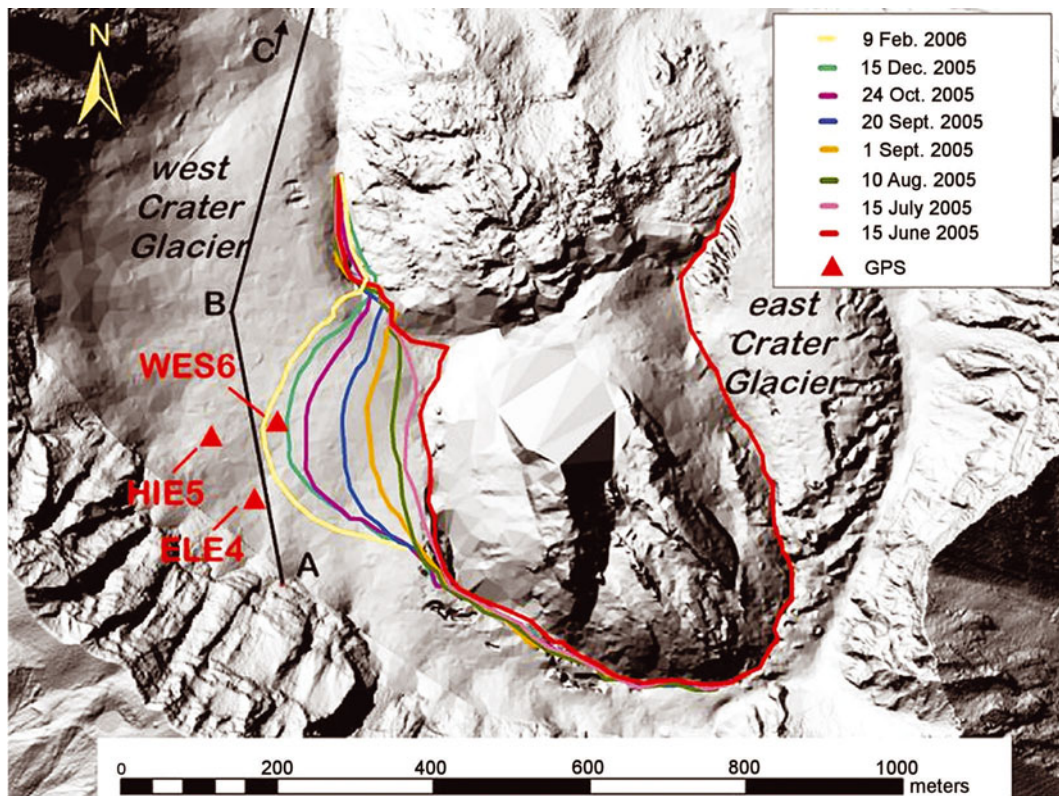 N
C
9 Feb. 2006
15 Dec. 2005
24 Oct. 2005
20 Sept. 2005
1 Sept. 2005
10 Aug. 2005
15 July 2005
15 June 2005
GPS
west
Crater
Glacier
B
WES6
HIE5
ELE4
A
east
Crater
Glacier
0
200
400
600
800
1000
meters